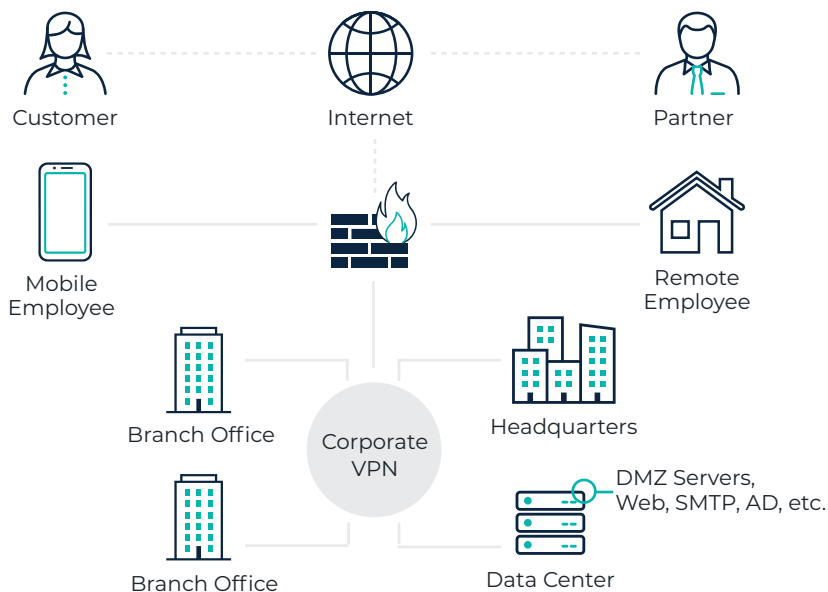 Customer
Internet
Partner
Mobile
Employee
Remote
Employee
Branch Office
Headquarters
Corporate
VPN
DMZ Servers,
Web, SMTP, AD, etc.
Branch Office
Data Center